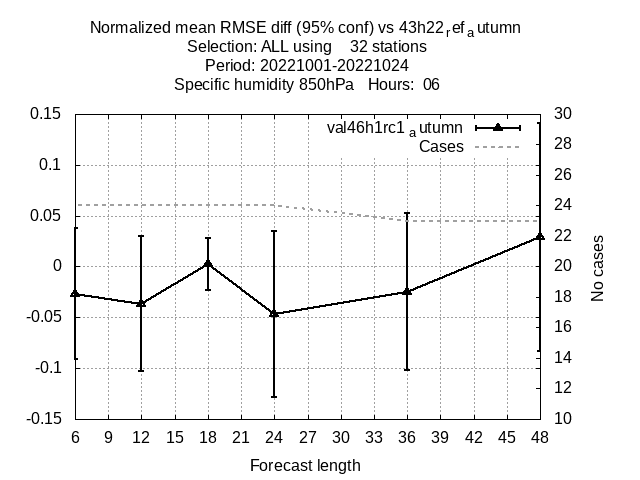 Normalized mean RMSE diff (95% conf) vs 43h22refautumn
Selection: ALL using    32 stations
Period: 20221001-20221024
Specific humidity 850hPa   Hours:  06
val46h1rc1autumn
Cases
0.15
0.1
0.05
0
-0.05
-0.1
-0.15
30
28
26
24
22
20
18
16
14
12
10
No cases
6 9 12 15 18 21 24 27 30 33 36 39 42 45 48
Forecast length